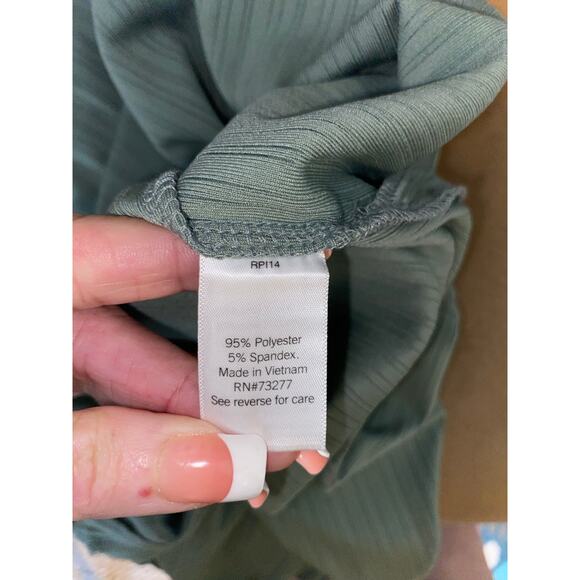 RPI14
95% Polyester
5% Spandex.
Made in Vietnam
RN#73277
See reverse for care